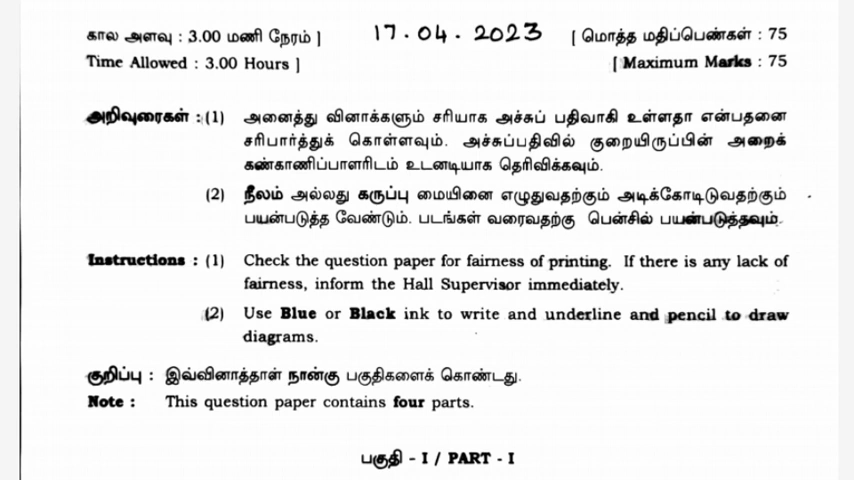 கால அளவு : 3.00 மணி நேரம் ] 17.04.2023 [ மொத்த மதிப்பெண்கள் : 75
Time Allowed : 3.00 Hours ] [ Maximum Marks : 75
அறிவுரைகள் : (1) அனைத்து வினாக்களும் சரியாக அச்சுப் பதிவாகி உள்ளதா என்பதனை
சரிபார்த்துக் கொள்ளவும். அச்சுப்பதிவில் குறையிருப்பின் அறைக்
கண்காணிப்பாளரிடம் உடனடியாக தெரிவிக்கவும்.
(2) நீலம் அல்லது கருப்பு மையினை எழுதுவதற்கும் அடிக்கோடிடுவதற்கும்
பயன்படுத்த வேண்டும். படங்கள் வரைவதற்கு பென்சில் பயன்படுத்தவும்.
Instructions : (1) Check the question paper for fairness of printing. If there is any lack of
fairness, inform the Hall Supervisor immediately.
(2) Use Blue or Black ink to write and underline and pencil to draw
diagrams.
குறிப்பு : இவ்வினாத்தாள் நான்கு பகுதிகளைக் கொண்டது.
Note : This question paper contains four parts.
பகுதி - I / PART - I